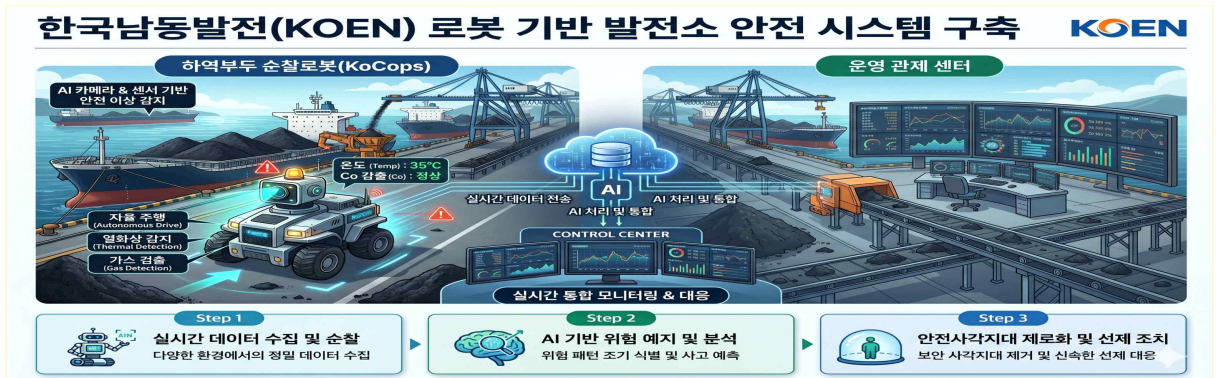 한국남동발전(KOEN) 로봇 기반 발전소 안전 시스템 구축
KOEN
하역부두 순찰로봇(KoCops)
운영 관제 센터
AI 카메라 & 센서 기반
안전 이상 감지
온도 (Temp) : 35℃
Co 감출(Co) : 정상
자율 주행
(Autonomous Drive)
열화상 감지
(Thermal Detection)
가스 검출
(Gas Detection)
AI
실시간 데이터 전송
AI 처리 및 통합
AI 처리 및 통합
CONTROL CENTER
실시간 통합 모니터링 & 대응
Step 1
실시간 데이터 수집 및 순찰
다양한 환경에서의 정밀 데이터 수집
Step 2
AI 기반 위험 예지 및 분석
위험 패턴 조기 식별 및 사고 예측
Step 3
안전사각지대 제로화 및 선제 조치
보안 사각지대 제거 및 신속한 선제 대응